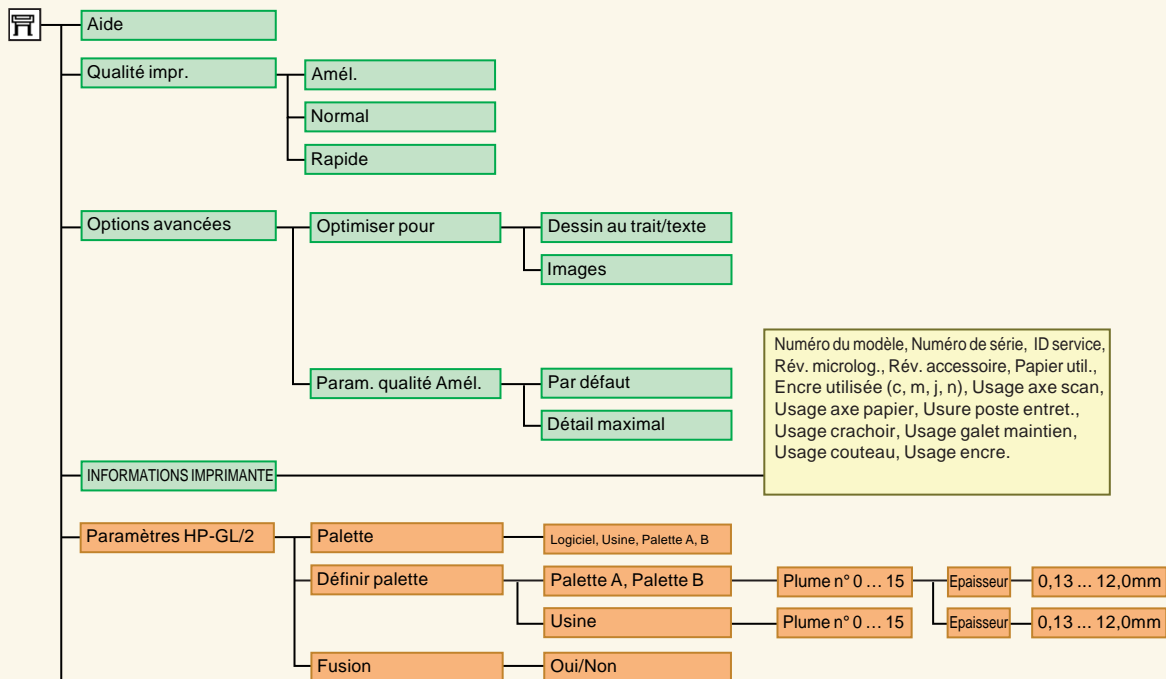 Aide
Qualité impr.
Amél.
Normal
Rapide
Options avancées
Optimiser pour
Dessin au trait/texte
Images
Param. qualité Amél.
Par défaut
Détail maximal
INFORMATIONS IMPRIMANTE
Numéro du modèle, Numéro de série, ID service,
Rév. microlog., Rév. accessoire, Papier util.,
Encre utilisée (c, m, j, n), Usage axe scan,
Usage axe papier, Usure poste entret.,
Usage crachoir, Usage galet maintien,
Usage couteau, Usage encre.
Paramètres HP-GL/2
Palette
Logiciel, Usine, Palette A, B
Définir palette
Palette A, Palette B
Plume n° 0 ... 15
Epaisseur
0,13 ... 12,0mm
Usine
Plume n° 0 ... 15
Epaisseur
0,13 ... 12,0mm
Fusion
Oui/Non